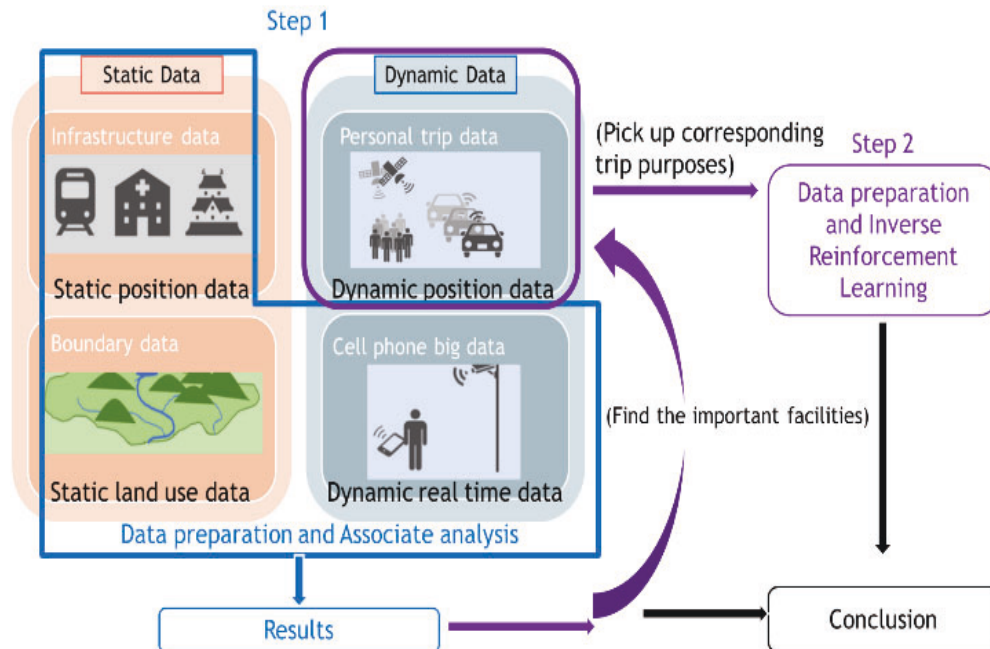 Step 1
Static Data
Dynamic Data
Infrastructure data
Static position data
Personal trip data
Dynamic position data
(Pick up corresponding
trip purposes)
Step 2
Data preparation
and Inverse
Reinforcement
Learning
Boundary data
Static land use data
Cell phone big data
Dynamic real time data
(Find the important facilities)
Data preparation and Associate analysis
Results
Conclusion